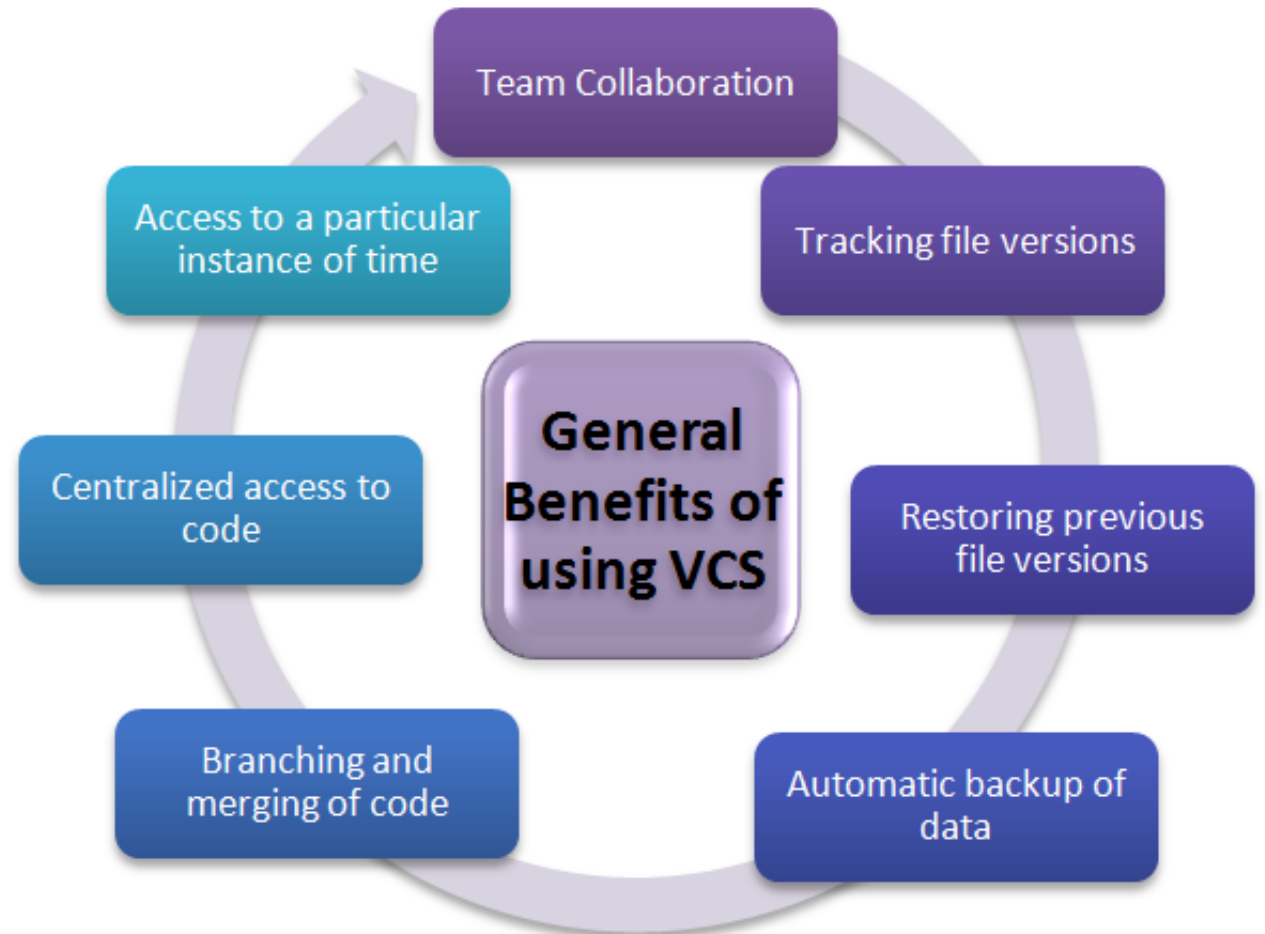 Team Collaboration
Tracking file versions
Restoring previous
file versions
Automatic backup of
data
Branching and
merging of code
Centralized access to
code
Access to a particular
instance of time
General
Benefits of
using VCS